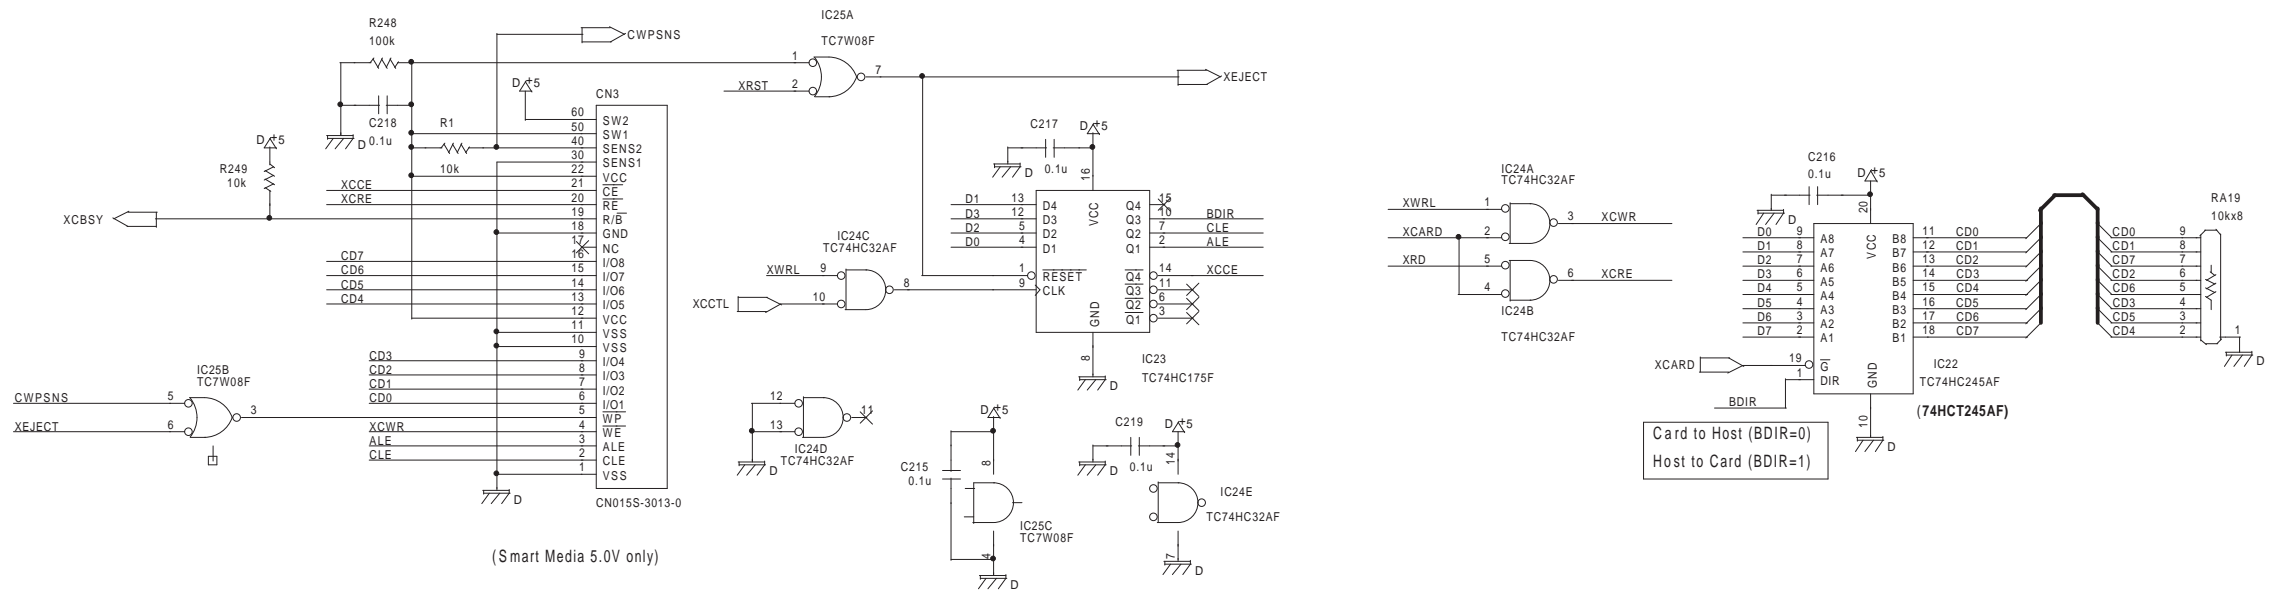 R248
100k
C218
0.1u
D
D +5
R249
10k
XCCE
XCRE
XCBSY
R1
10k
CWPSNS
D +5
CN3
60 SW2
50 SW1
40 SENS2
30 SENS1
22 VCC
21 CE
20 RE
19 R/B
18 GND
17 NC
16 I/O8
15 I/O7
14 I/O6
13 I/O5
12 VCC
11 VSS
10 VSS
9 I/O4
8 I/O3
7 I/O2
6 I/O1
5 WP
4 WE
3 ALE
2 CLE
1 VSS
CN015S-3013-0
D
CD7
CD6
CD5
CD4
CD3
CD2
CD1
CD0
XCWR
ALE
CLE
IC25B
TC7W08F
CWPSNS 5
XEJECT 6
3
(Smart Media 5.0V only)
IC25A
TC7W08F
1
XRST 2
7
XEJECT
IC24C
TC74HC32AF
XWRL 9
XCCTL 10
8
C217
0.1u
D
D +5
16
VCC
D1 13 D4
D3 12 D3
D2 5 D2
D0 4 D1
1 RESET
9 CLK
GND
8
D
Q4 15
Q3 10 BDIR
Q2 7 CLE
Q1 2 ALE
Q4 14 XCCE
Q3 11
Q2 6
Q1 3
IC23
TC74HC175F
12
13
11
IC24D
TC74HC32AF
D
D +5
C215
0.1u
8
IC25C
TC7W08F
4
D
C219
0.1u
D
D +5
14
IC24E
TC74HC32AF
7
D
IC24A
TC74HC32AF
XWRL 1
XCARD 2
3 XCWR
XRD 5
4
6 XCRE
IC24B
TC74HC32AF
C216
0.1u
D
D +5
20
VCC
D0 9 A8
D1 8 A7
D2 7 A6
D3 6 A5
D4 5 A4
D5 4 A3
D6 3 A2
D7 2 A1
XCARD 19 G
BDIR 1 DIR
GND
10
D
B8 11 CD0
B7 12 CD1
B6 13 CD2
B5 14 CD3
B4 15 CD4
B3 16 CD5
B2 17 CD6
B1 18 CD7
IC22
TC74HC245AF
(74HCT245AF)
Card to Host (BDIR=0)
Host to Card (BDIR=1)
RA19
10kx8
CD0 9
CD1 8
CD7 7
CD2 6
CD6 5
CD3 4
CD5 3
CD4 2
1
D